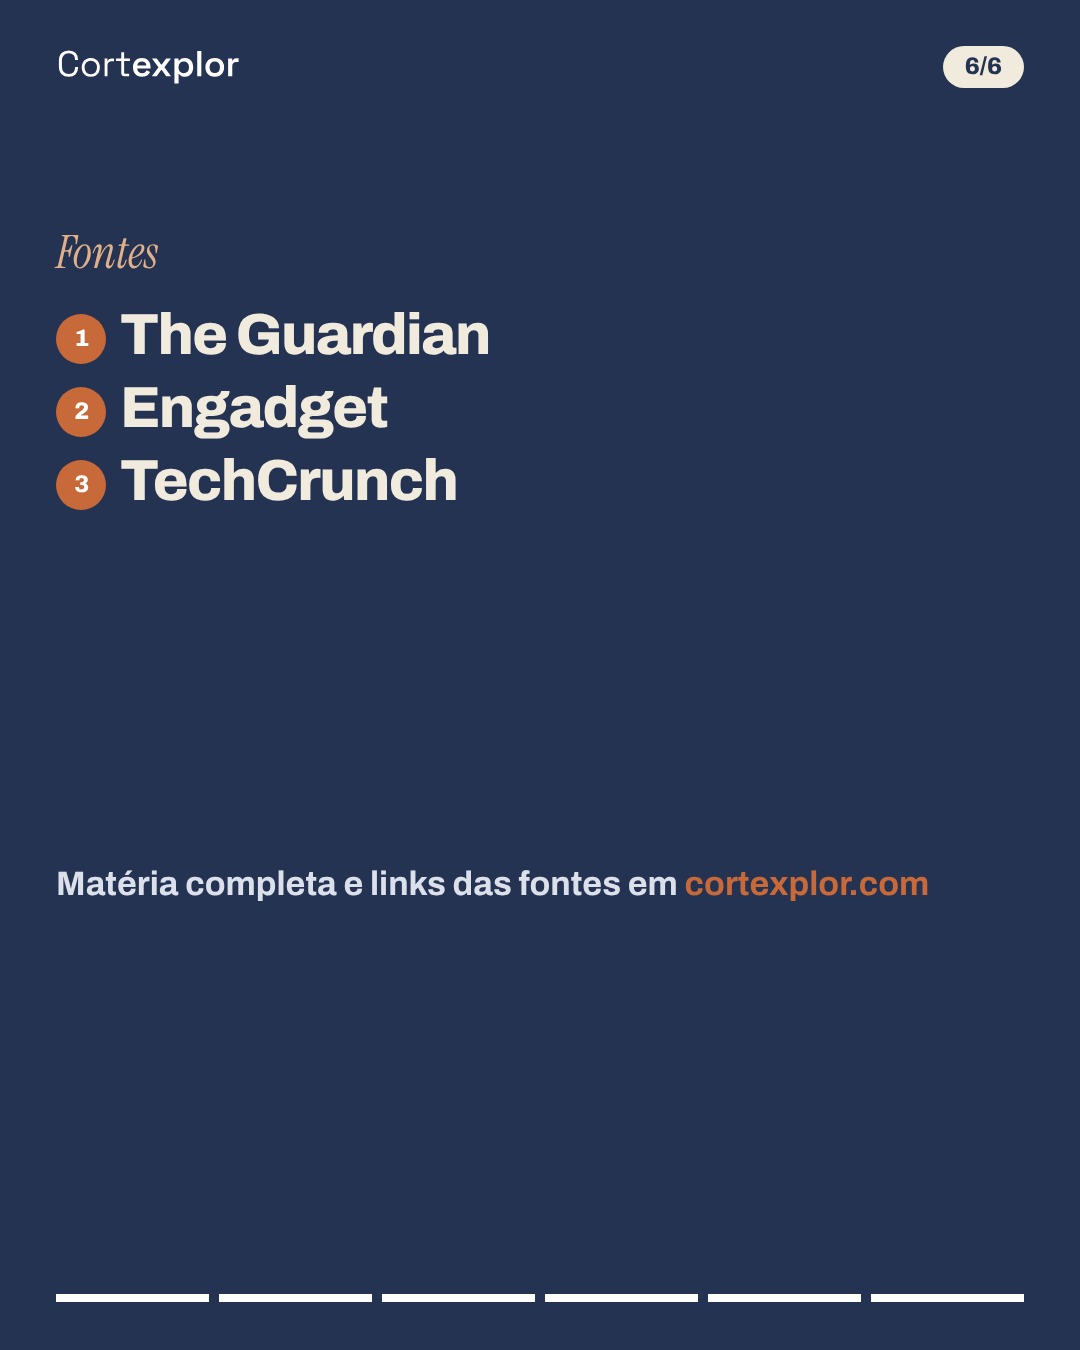 Cortexplor
6/6
Fontes
1 The Guardian
2 Engadget
3 TechCrunch
Matéria completa e links das fontes em cortexplor.com